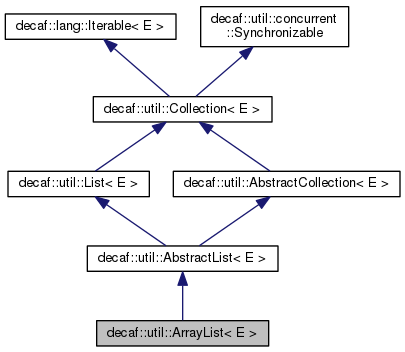 decaf::lang::Iterable< E >
decaf::util::concurrent
::Synchronizable
decaf::util::Collection< E >
decaf::util::List< E >
decaf::util::AbstractCollection< E >
decaf::util::AbstractList< E >
decaf::util::ArrayList< E >